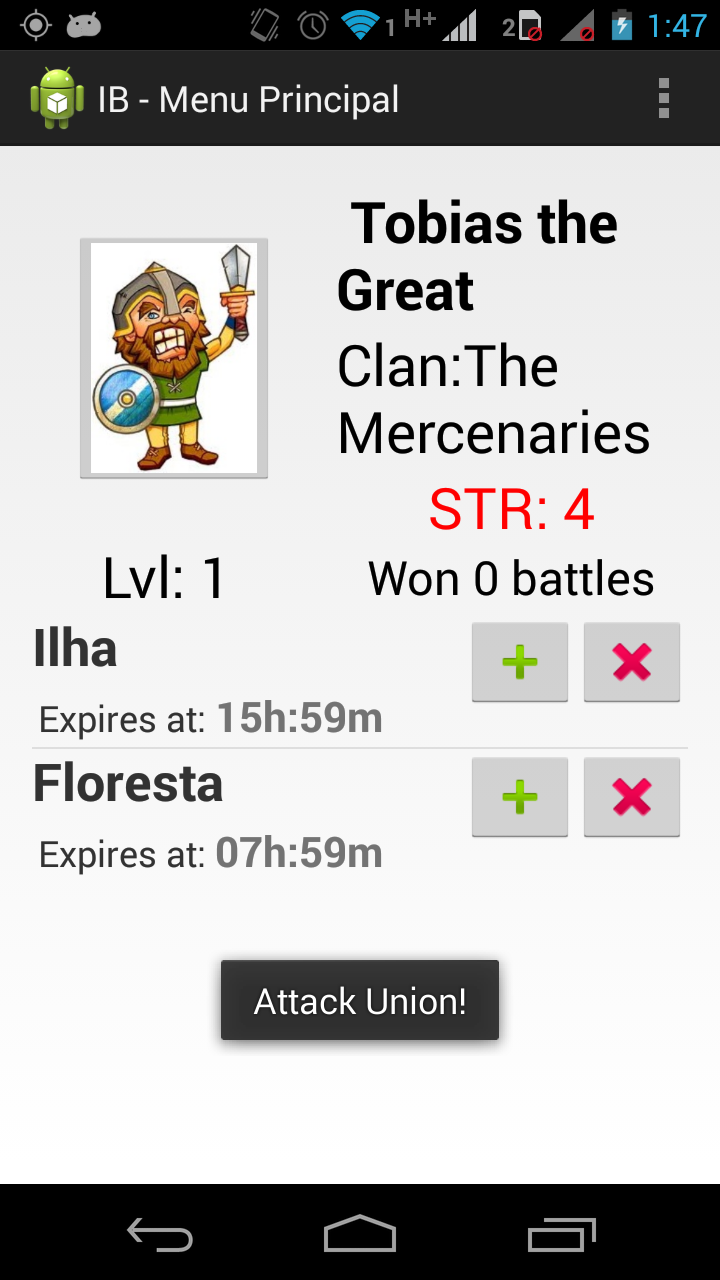 1 H+ 2 1:47
IB - Menu Principal
Tobias the
Great
Clan:The
Mercenaries
STR: 4
Lvl: 1
Won 0 battles
Ilha
Expires at: 15h:59m
Floresta
Expires at: 07h:59m
Attack Union!